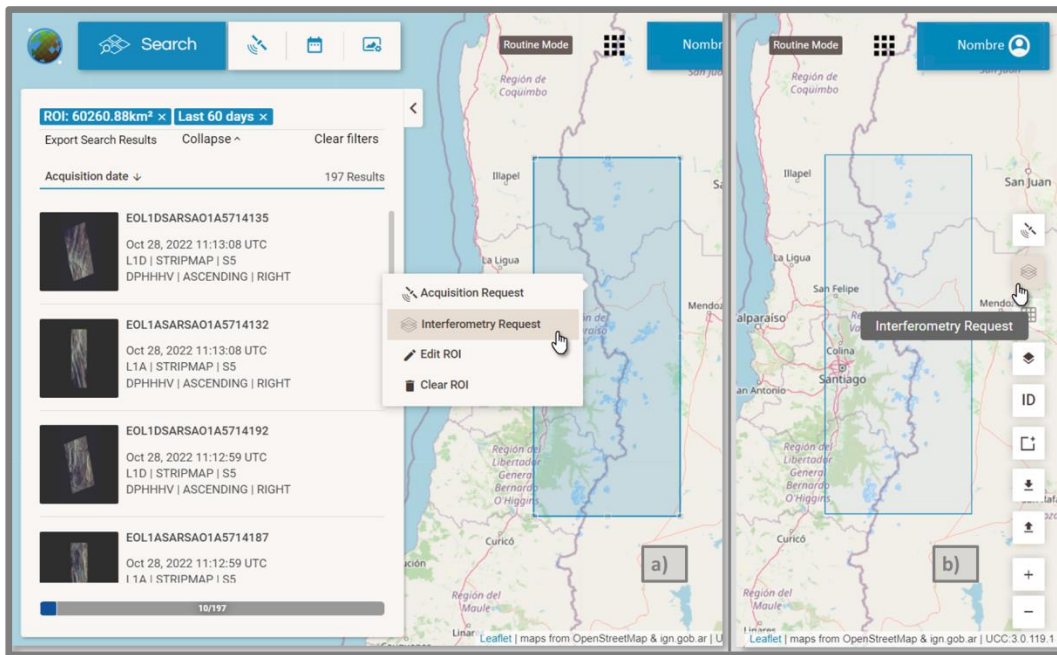 Search
Routine Mode
Nombr
ROI: 60260.88km² × Last 60 days ×
Export Search Results Collapse ^ Clear filters
Acquisition date ↓ 197 Results
EOL1DSARSAO1A5714135
Oct 28, 2022 11:13:08 UTC
L1D | STRIPMAP | S5
DPHHHV | ASCENDING | RIGHT
EOL1ASARSAO1A5714132
Oct 28, 2022 11:13:08 UTC
L1A | STRIPMAP | S5
DPHHHV | ASCENDING | RIGHT
EOL1DSARSAO1A5714192
Oct 28, 2022 11:12:59 UTC
L1D | STRIPMAP | S5
DPHHHV | ASCENDING | RIGHT
EOL1ASARSAO1A5714187
Oct 28, 2022 11:12:59 UTC
L1A | STRIPMAP | S5
10/197
Acquisition Request
Interferometry Request
Edit ROI
Clear ROI
Región de
Coquimbo
Illapel
La Ligua
Mendoz
Región del
Libertador
General
Bernardo
O'Higgins
Curicó
Región del
Maule
Linar
a)
Leaflet | maps from OpenStreetMap & ign.gob.ar | U
Routine Mode
Nombre
Región de
Coquimbo
Illapel
San Juan
La Ligua
San Felipe
Mendo
alparaíso
Interferometry Request
Colina
Santiago
an Antonio
ID
Región del
Libertador
General
Bernardo
O'Higgins
Curicó
b)
Región del
Maule
Linares
+
−
Leaflet | maps from OpenStreetMap & ign.gob.ar | UCC:3.0.119.1